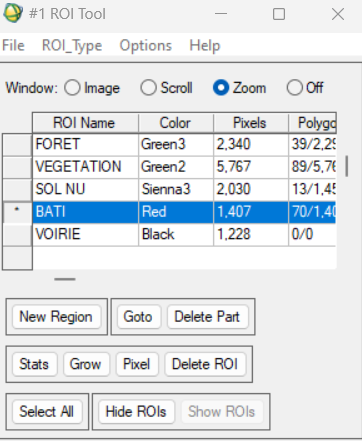 #1 ROI Tool
File ROI_Type Options Help
Window: Image Scroll Zoom Off
ROI Name Color Pixels Polygo
FORET Green3 2,340 39/2,29
VEGETATION Green2 5,767 89/5,76
SOL NU Sienna3 2,030 13/1,45
* BATI Red 1,407 70/1,40
VOIRIE Black 1,228 0/0
New Region Goto Delete Part
Stats Grow Pixel Delete ROI
Select All Hide ROIs Show ROIs